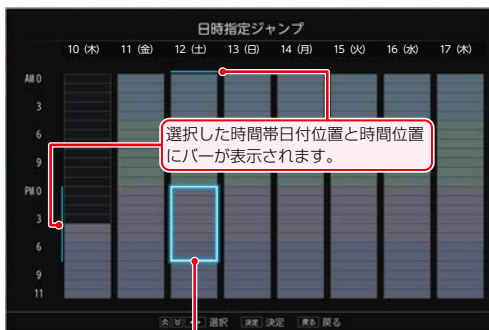 日時指定ジャンプ
10 (木) 11 (金) 12 (土) 13 (日) 14 (月) 15 (火) 16 (水) 17 (木)
AM 0
3
6
選択した時間帯日付位置と時間位置
にバーが表示されます。
9
PM 0
3
6
9
11
選択 決定 決定 戻る 戻る